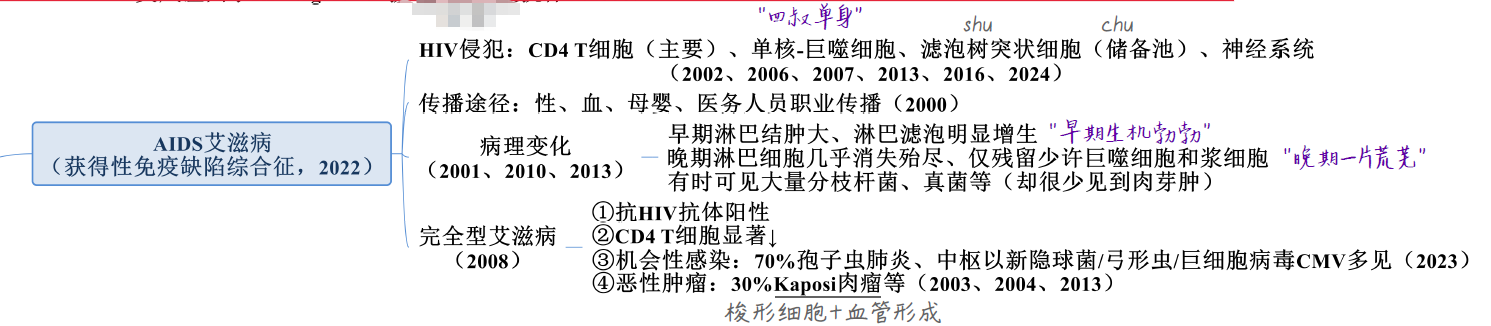 "四叔单身"
shu chu
HIV侵犯：CD4 T细胞（主要）、单核-巨噬细胞、滤泡树突状细胞（储备池）、神经系统
（2002、2006、2007、2013、2016、2024）
传播途径：性、血、母婴、医务人员职业传播（2000）
AIDS艾滋病
（获得性免疫缺陷综合征，2022）
病理变化
（2001、2010、2013）
早期淋巴结肿大、淋巴滤泡明显增生 "早期生机勃勃"
晚期淋巴细胞几乎消失殆尽、仅残留少许巨噬细胞和浆细胞 "晚期一片荒芜"
有时可见大量分枝杆菌、真菌等（却很少见到肉芽肿）
完全型艾滋病
（2008）
①抗HIV抗体阳性
②CD4 T细胞显著↓
③机会性感染：70%孢子虫肺炎、中枢以新隐球菌/弓形虫/巨细胞病毒CMV多见（2023）
④恶性肿瘤：30%Kaposi肉瘤等（2003、2004、2013）
梭形细胞+血管形成